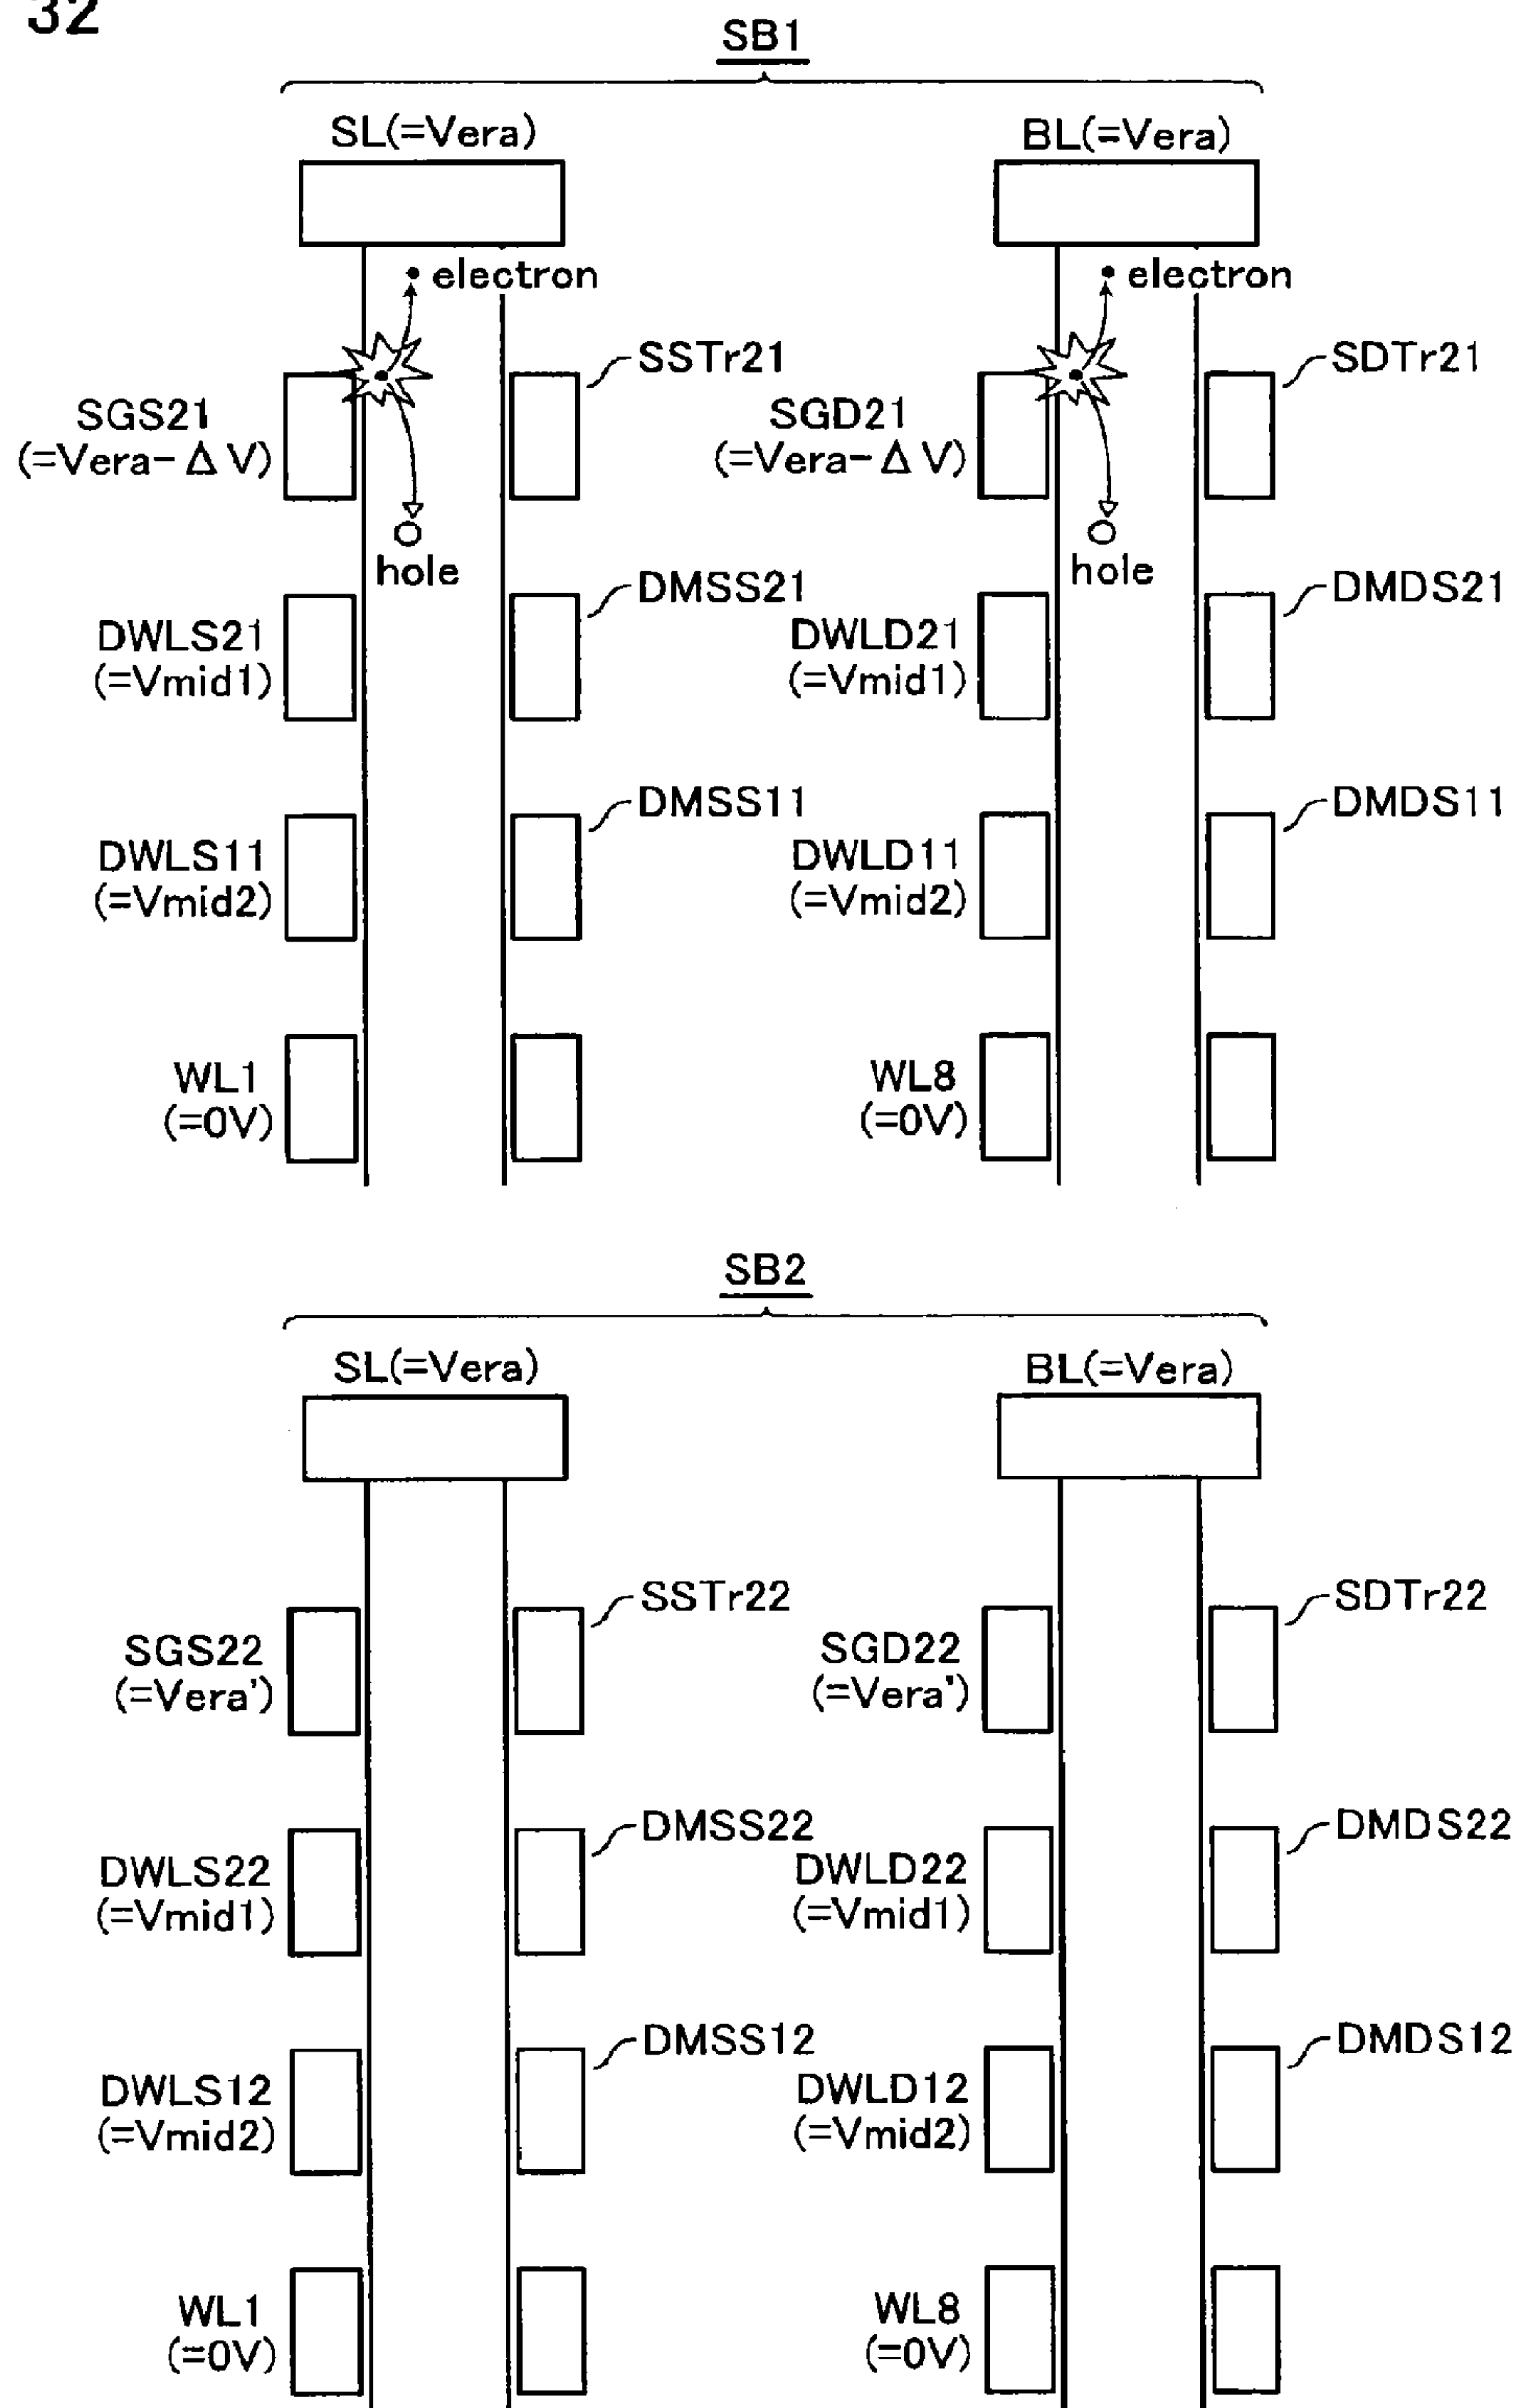 32
SB1
SL(=Vera)
BL(=Vera)
electron
electron
SSTr21
SDTr21
SGS21
(=Vera-ΔV)
SGD21
(=Vera-ΔV)
hole
hole
DMSS21
DMDS21
DWLS21
(=Vmid1)
DWLD21
(=Vmid1)
DMSS11
DMDS11
DWLS11
(=Vmid2)
DWLD11
(=Vmid2)
WL1
(=0V)
WL8
(=0V)
SB2
SL(=Vera)
BL(=Vera)
SSTr22
SDTr22
SGS22
(=Vera')
SGD22
(=Vera')
DMSS22
DMDS22
DWLS22
(=Vmid1)
DWLD22
(=Vmid1)
DMSS12
DMDS12
DWLS12
(=Vmid2)
DWLD12
(=Vmid2)
WL1
(=0V)
WL8
(=0V)